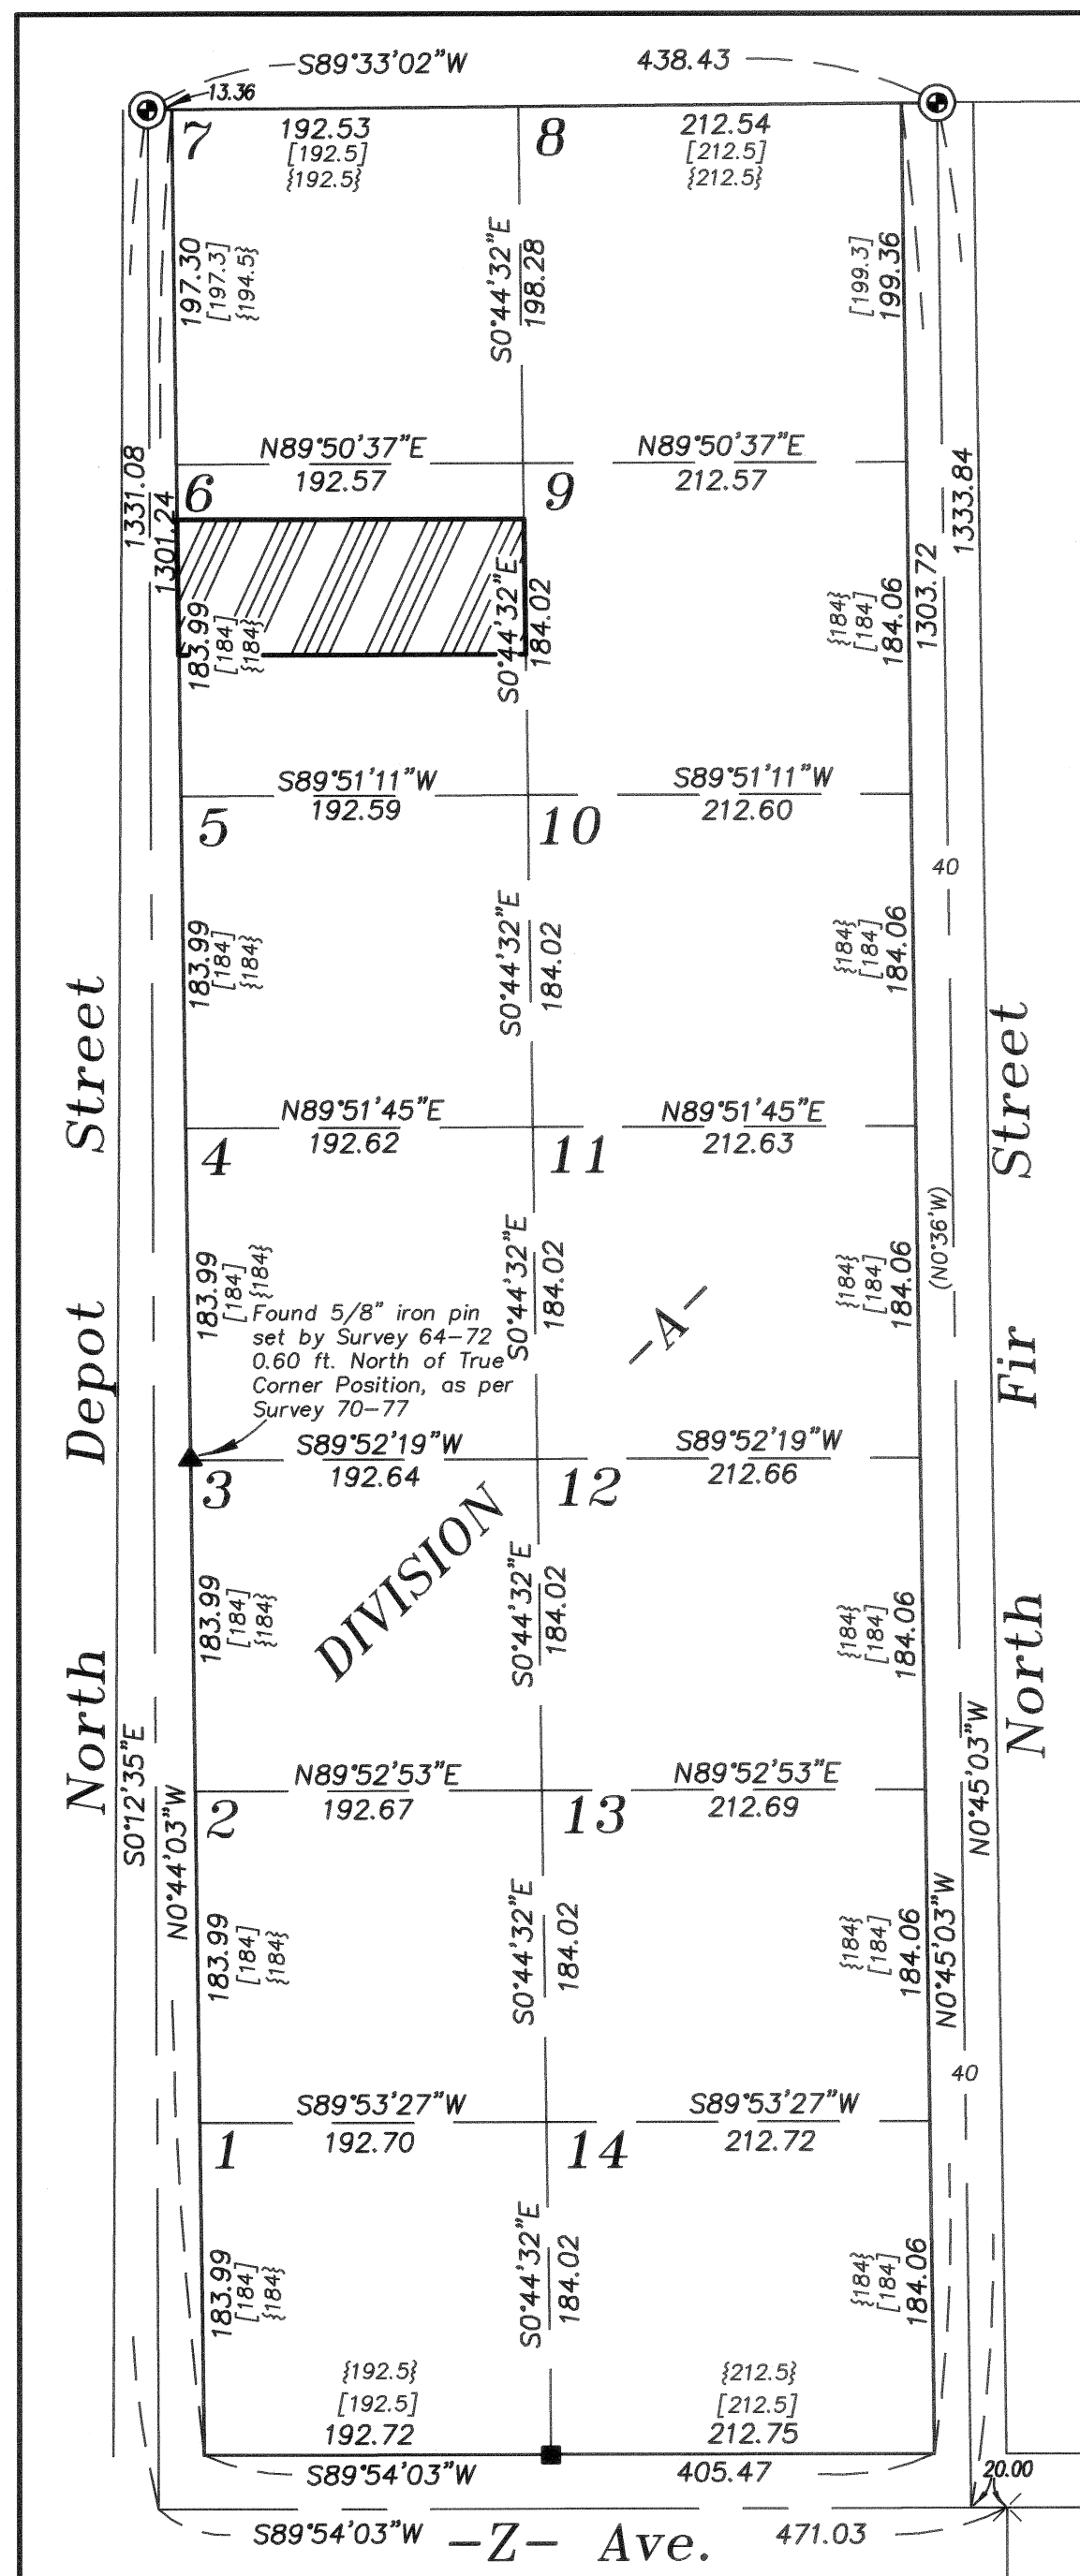 S89°33'02"W 438.43
13.36
7 192.53 8 212.54
[192.5] [212.5]
{192.5} {212.5}
197.30 [197.3] {194.5}
S0°44'32"E 198.28
[199.3] 199.36
N89°50'37"E N89°50'37"E
192.57 212.57
6 9
1331.08 1301.24
1303.72 1333.84
183.99 [184] {184}
S0°44'32"E 184.02
{184} [184] 184.06
S89°51'11"W S89°51'11"W
192.59 212.60
5 10
40
183.99 [184] {184}
S0°44'32"E 184.02
{184} [184] 184.06
N89°51'45"E N89°51'45"E
192.62 212.63
4 11
(N0°36'W)
183.99 [184] {184}
S0°44'32"E 184.02
{184} [184] 184.06
Found 5/8" iron pin
set by Survey 64-72
0.60 ft. North of True
Corner Position, as per
Survey 70-77
-A-
S89°52'19"W S89°52'19"W
192.64 212.66
3 12
DIVISION
183.99 [184] {184}
S0°44'32"E 184.02
{184} [184] 184.06
North Depot Street
North Fir Street
N89°52'53"E N89°52'53"E
192.67 212.69
2 13
S0°12'35"E
N0°44'03"W
N0°45'03"W
N0°45'03"W
183.99 [184] {184}
S0°44'32"E 184.02
{184} [184] 184.06
40
S89°53'27"W S89°53'27"W
192.70 212.72
1 14
183.99 [184] {184}
S0°44'32"E 184.02
{184} [184] 184.06
{192.5} {212.5}
[192.5] [212.5]
192.72 212.75
S89°54'03"W 405.47
20.00
S89°54'03"W -Z- Ave. 471.03